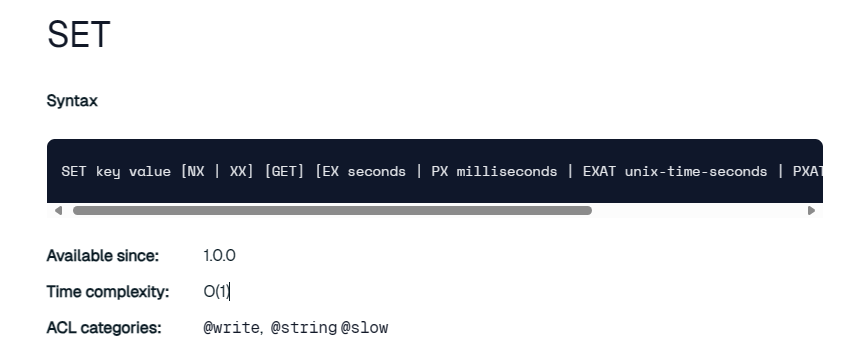 SET
Syntax
SET key value [NX | XX] [GET] [EX seconds | PX milliseconds | EXAT unix-time-seconds | PXAT
Available since: 1.0.0
Time complexity: O(1)
ACL categories: @write, @string @slow